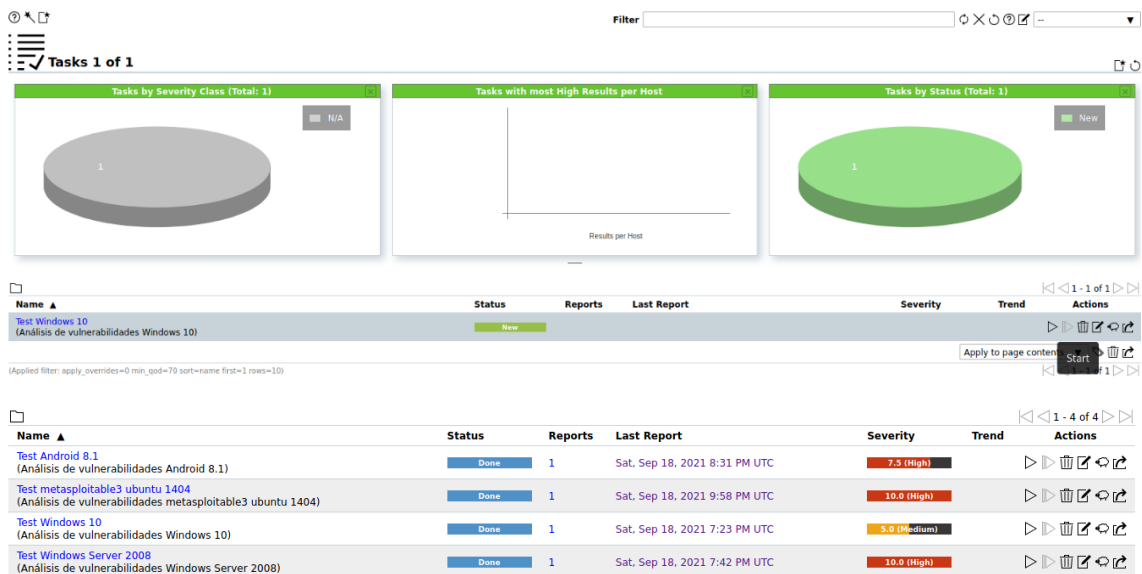 Filter
--
Tasks 1 of 1
Tasks by Severity Class (Total: 1)
N/A
1
Tasks with most High Results per Host
Results per Host
Tasks by Status (Total: 1)
New
1
1 - 1 of 1
Name ▲ Status Reports Last Report Severity Trend Actions
Test Windows 10 New
(Análisis de vulnerabilidades Windows 10)
Apply to page content
Start
(Applied filter: apply_overrides=0 min_qod=70 sort=name first=1 rows=10)
of 1
1 - 4 of 4
Name ▲ Status Reports Last Report Severity Trend Actions
Test Android 8.1 Done 1 Sat, Sep 18, 2021 8:31 PM UTC 7.5 (High)
(Análisis de vulnerabilidades Android 8.1)
Test metasploitable3 ubuntu 1404 Done 1 Sat, Sep 18, 2021 9:58 PM UTC 10.0 (High)
(Análisis de vulnerabilidades metasploitable3 ubuntu 1404)
Test Windows 10 Done 1 Sat, Sep 18, 2021 7:23 PM UTC 5.0 (Medium)
(Análisis de vulnerabilidades Windows 10)
Test Windows Server 2008 Done 1 Sat, Sep 18, 2021 7:42 PM UTC 10.0 (High)
(Análisis de vulnerabilidades Windows Server 2008)